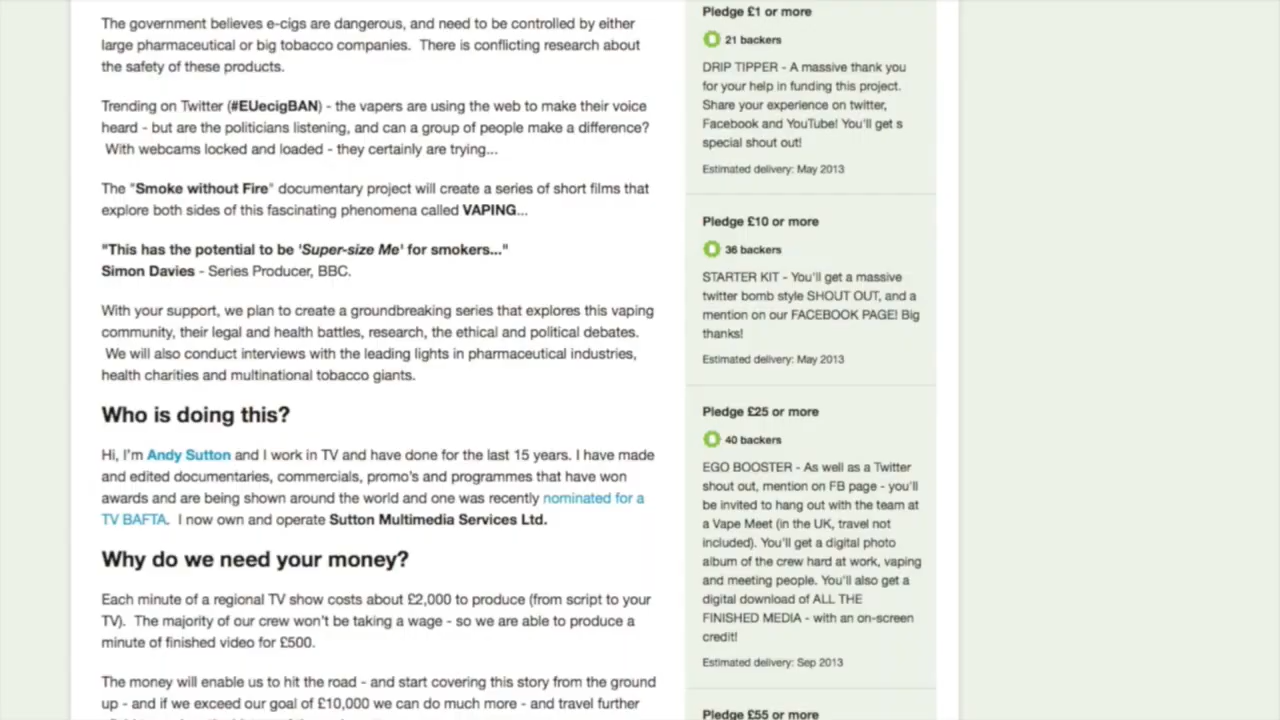 The government believes e-cigs are dangerous, and need to be controlled by either
large pharmaceutical or big tobacco companies.  There is conflicting research about
the safety of these products.
Trending on Twitter (#EUecigBAN) - the vapers are using the web to make their voice
heard - but are the politicians listening, and can a group of people make a difference?
With webcams locked and loaded - they certainly are trying...
The "Smoke without Fire" documentary project will create a series of short films that
explore both sides of this fascinating phenomena called VAPING...
"This has the potential to be 'Super-size Me' for smokers..."
Simon Davies - Series Producer, BBC.
With your support, we plan to create a groundbreaking series that explores this vaping
community, their legal and health battles, research, the ethical and political debates.
We will also conduct interviews with the leading lights in pharmaceutical industries,
health charities and multinational tobacco giants.
Who is doing this?
Hi, I'm Andy Sutton and I work in TV and have done for the last 15 years. I have made
and edited documentaries, commercials, promo's and programmes that have won
awards and are being shown around the world and one was recently nominated for a
TV BAFTA.  I now own and operate Sutton Multimedia Services Ltd.
Why do we need your money?
Each minute of a regional TV show costs about £2,000 to produce (from script to your
TV).  The majority of our crew won't be taking a wage - so we are able to produce a
minute of finished video for £500.
The money will enable us to hit the road - and start covering this story from the ground
up - and if we exceed our goal of £10,000 we can do much more - and travel further
Pledge £1 or more
21 backers
DRIP TIPPER - A massive thank you
for your help in funding this project.
Share your experience on twitter,
Facebook and YouTube! You'll get s
special shout out!
Estimated delivery: May 2013
Pledge £10 or more
36 backers
STARTER KIT - You'll get a massive
twitter bomb style SHOUT OUT, and a
mention on our FACEBOOK PAGE! Big
thanks!
Estimated delivery: May 2013
Pledge £25 or more
40 backers
EGO BOOSTER - As well as a Twitter
shout out, mention on FB page - you'll
be invited to hang out with the team at
a Vape Meet (in the UK, travel not
included). You'll get a digital photo
album of the crew hard at work, vaping
and meeting people. You'll also get a
digital download of ALL THE
FINISHED MEDIA - with an on-screen
credit!
Estimated delivery: Sep 2013
Pledge £55 or more